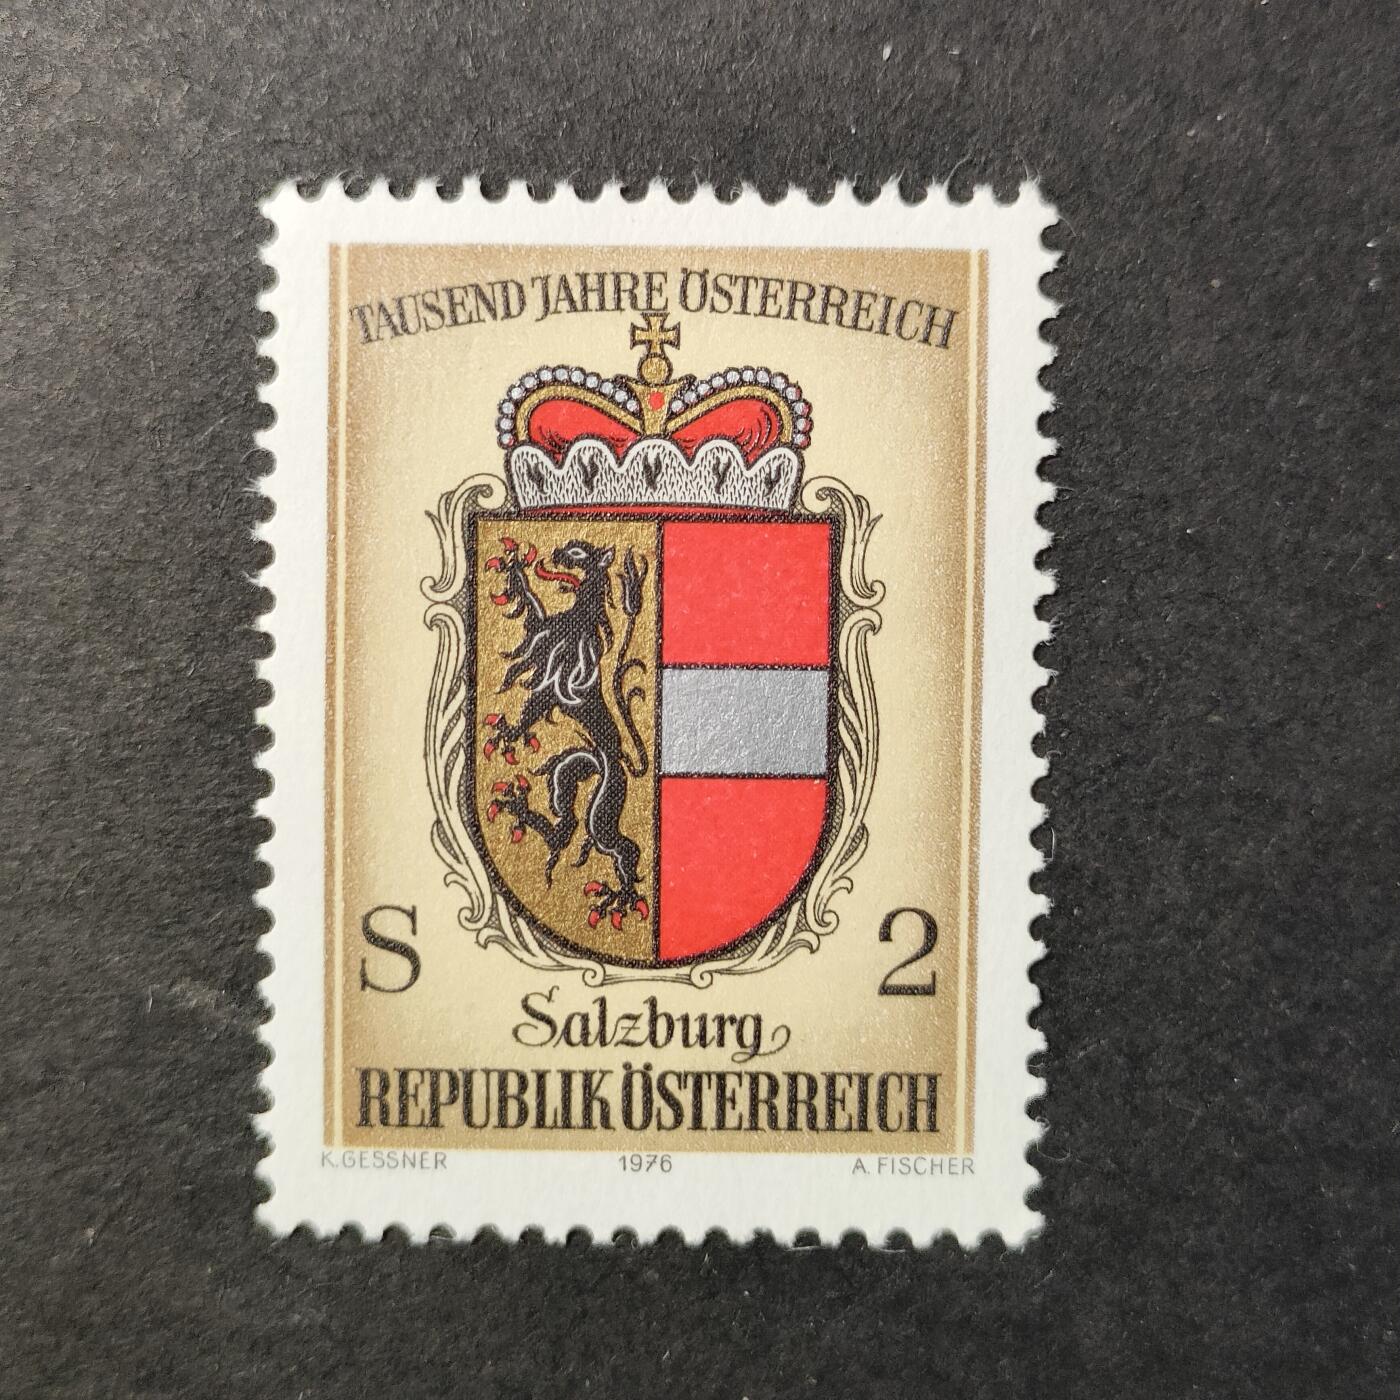 TAUSEND JAHRE ÖSTERREICH
S 2
Salzburg
REPUBLIK ÖSTERREICH
K.GESSNER 1976 A. FISCHER